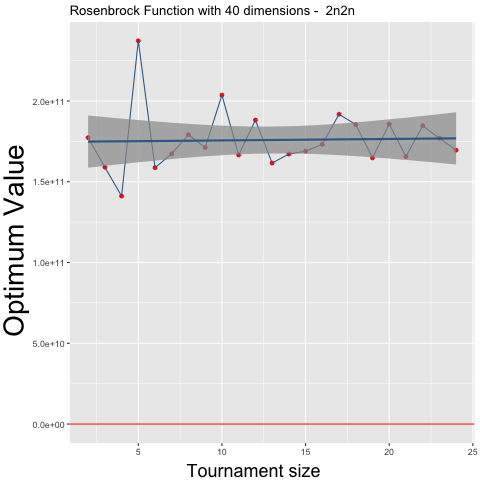 Rosenbrock Function with 40 dimensions -  2n2n
Optimum Value
2.0e+11
1.5e+11
1.0e+11
5.0e+10
0.0e+00
5 10 15 20 25
Tournament size